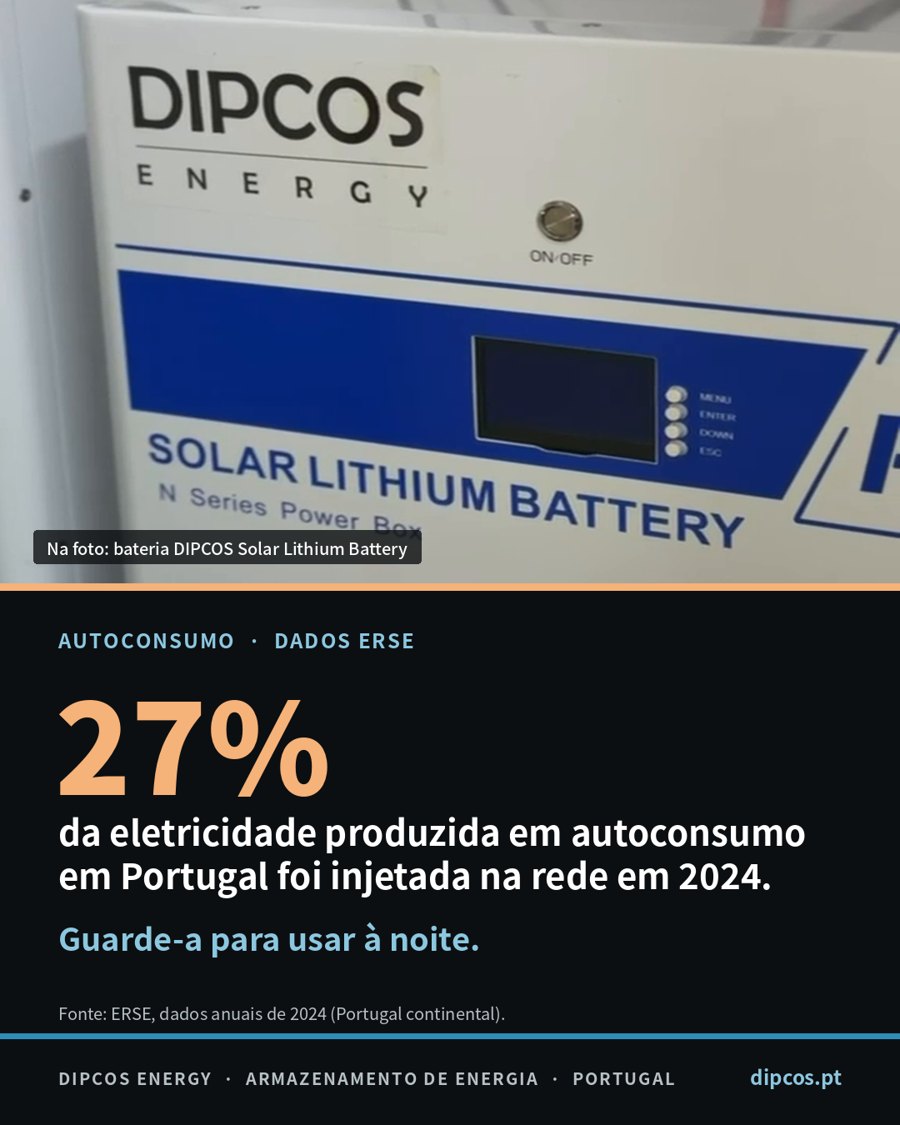 DIPCOS
ENERGY
ON/OFF
MENU
ENTER
DOWN
ESC
SOLAR LITHIUM BATTERY
N Series Power Box
Na foto: bateria DIPCOS Solar Lithium Battery
AUTOCONSUMO · DADOS ERSE
27%
da eletricidade produzida em autoconsumo
em Portugal foi injetada na rede em 2024.
Guarde-a para usar à noite.
Fonte: ERSE, dados anuais de 2024 (Portugal continental).
DIPCOS ENERGY · ARMAZENAMENTO DE ENERGIA · PORTUGAL
dipcos.pt